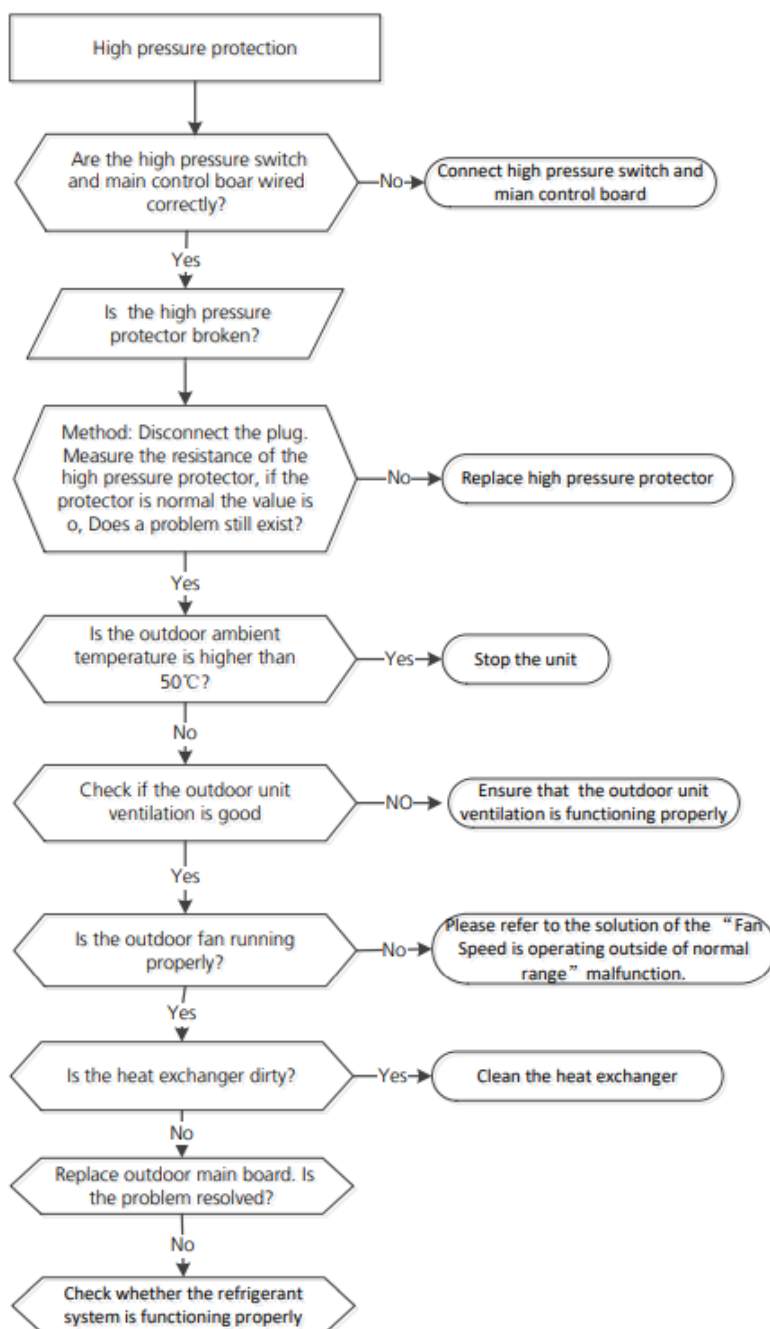 High pressure protection
Are the high pressure switch
and main control boar wired
correctly?
No
Connect high pressure switch and
mian control board
Yes
Is the high pressure
protector broken?
Method: Disconnect the plug.
Measure the resistance of the
high pressure protector, if the
protector is normal the value is
o, Does a problem still exist?
No
Replace high pressure protector
Yes
Is the outdoor ambient
temperature is higher than
50℃?
Yes
Stop the unit
No
Check if the outdoor unit
ventilation is good
NO
Ensure that the outdoor unit
ventilation is functioning properly
Yes
Is the outdoor fan running
properly?
No
Please refer to the solution of the “Fan
Speed is operating outside of normal
range” malfunction.
Yes
Is the heat exchanger dirty?
Yes
Clean the heat exchanger
No
Replace outdoor main board. Is
the problem resolved?
No
Check whether the refrigerant
system is functioning properly